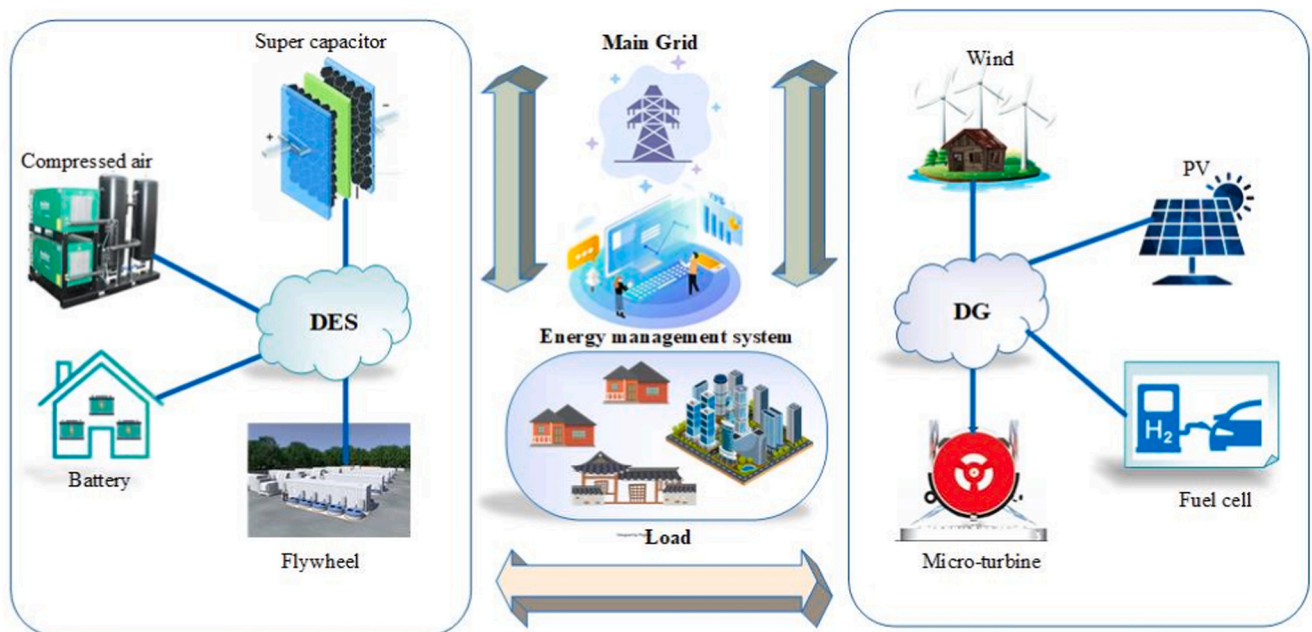 Super capacitor
+
-
Compressed air
DES
Battery
Flywheel
Main Grid
Energy management system
Load
Wind
PV
DG
H2
Fuel cell
Micro-turbine